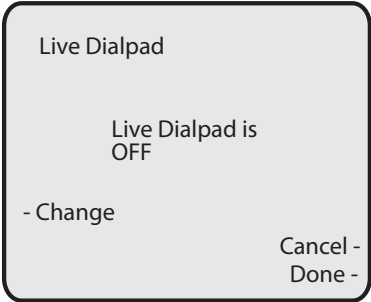 Live Dialpad
Live Dialpad is
OFF
- Change
Cancel -
Done -